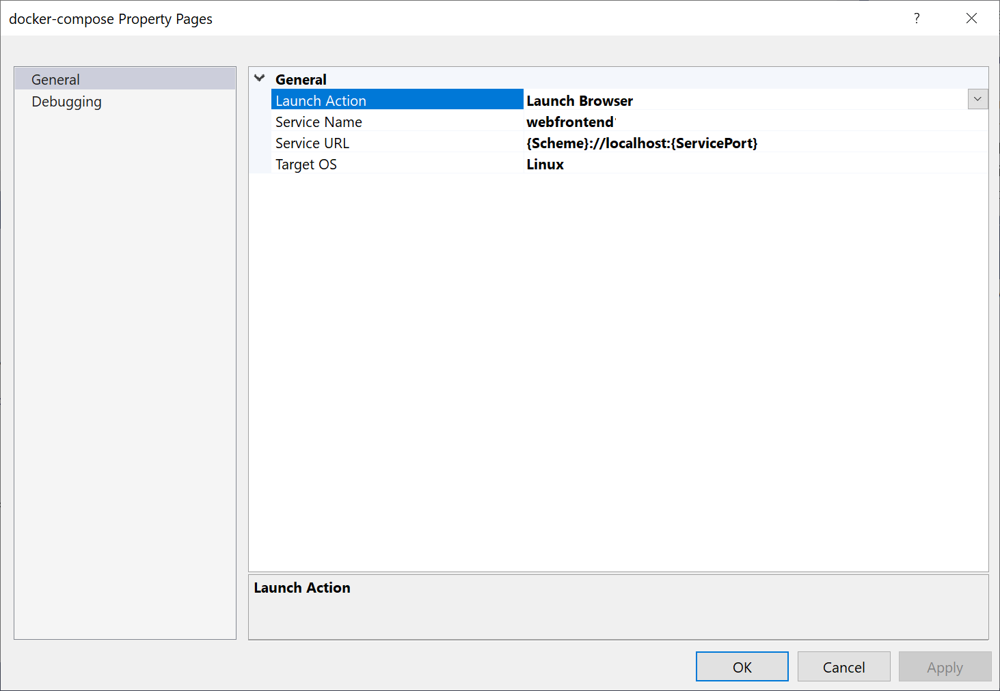 docker-compose Property Pages
?
General
Debugging
General
Launch Action Launch Browser
Service Name webfrontend
Service URL {Scheme}://localhost:{ServicePort}
Target OS Linux
Launch Action
OK Cancel Apply